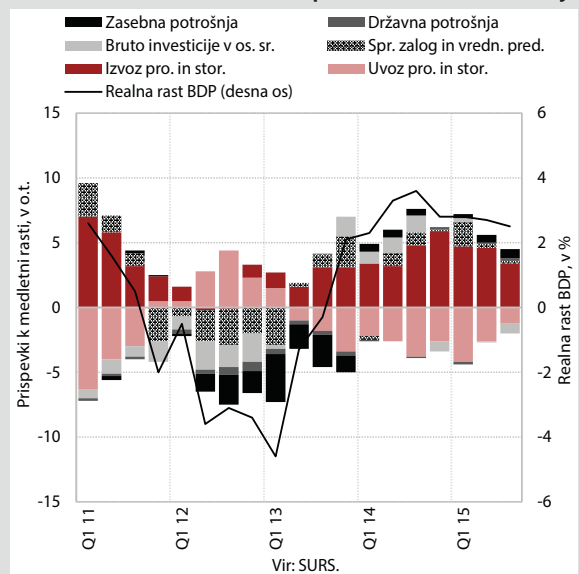 Zasebna potrošnja
Državna potrošnja
Bruto investicije v os. sr.
Spr. zalog in vredn. pred.
Izvoz pro. in stor.
Uvoz pro. in stor.
Realna rast BDP (desna os)
Prispevki k medletni rasti, v o.t.
15
10
5
0
-5
-10
-15
6
4
2
0
-2
-4
-6
Realna rast BDP, v %
Q1 11
Q1 12
Q1 13
Q1 14
Q1 15
Vir: SURS.